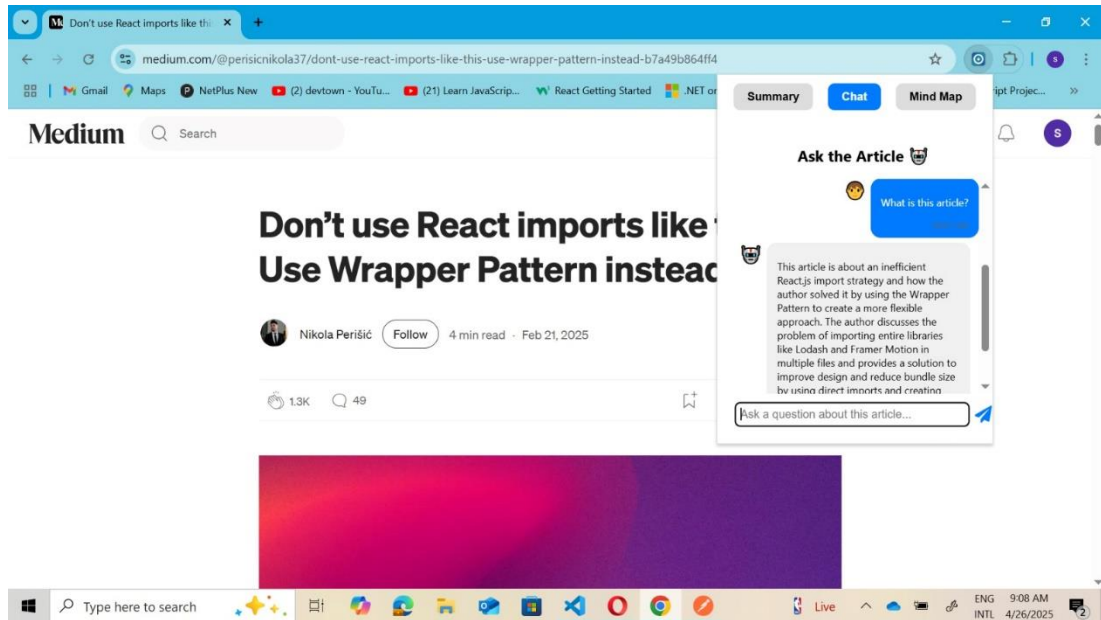 Don't use React imports like thi
medium.com/@perisicnikola37/dont-use-react-imports-like-this-use-wrapper-pattern-instead-b7a49b864ff4
Gmail Maps NetPlus New (2) devtown - YouTu... (21) Learn JavaScrip... React Getting Started .NET or ipt Projec...
Summary Chat Mind Map
Medium Search S
Ask the Article
What is this article?
Don't use React imports like
Use Wrapper Pattern instead
This article is about an inefficient
React.js import strategy and how the
author solved it by using the Wrapper
Pattern to create a more flexible
approach. The author discusses the
problem of importing entire libraries
like Lodash and Framer Motion in
multiple files and provides a solution to
improve design and reduce bundle size
by using direct imports and creating
Nikola Perišić Follow 4 min read · Feb 21, 2025
1.3K 49
Ask a question about this article...
Type here to search Live ENG 9:08 AM
INTL 4/26/2025 2